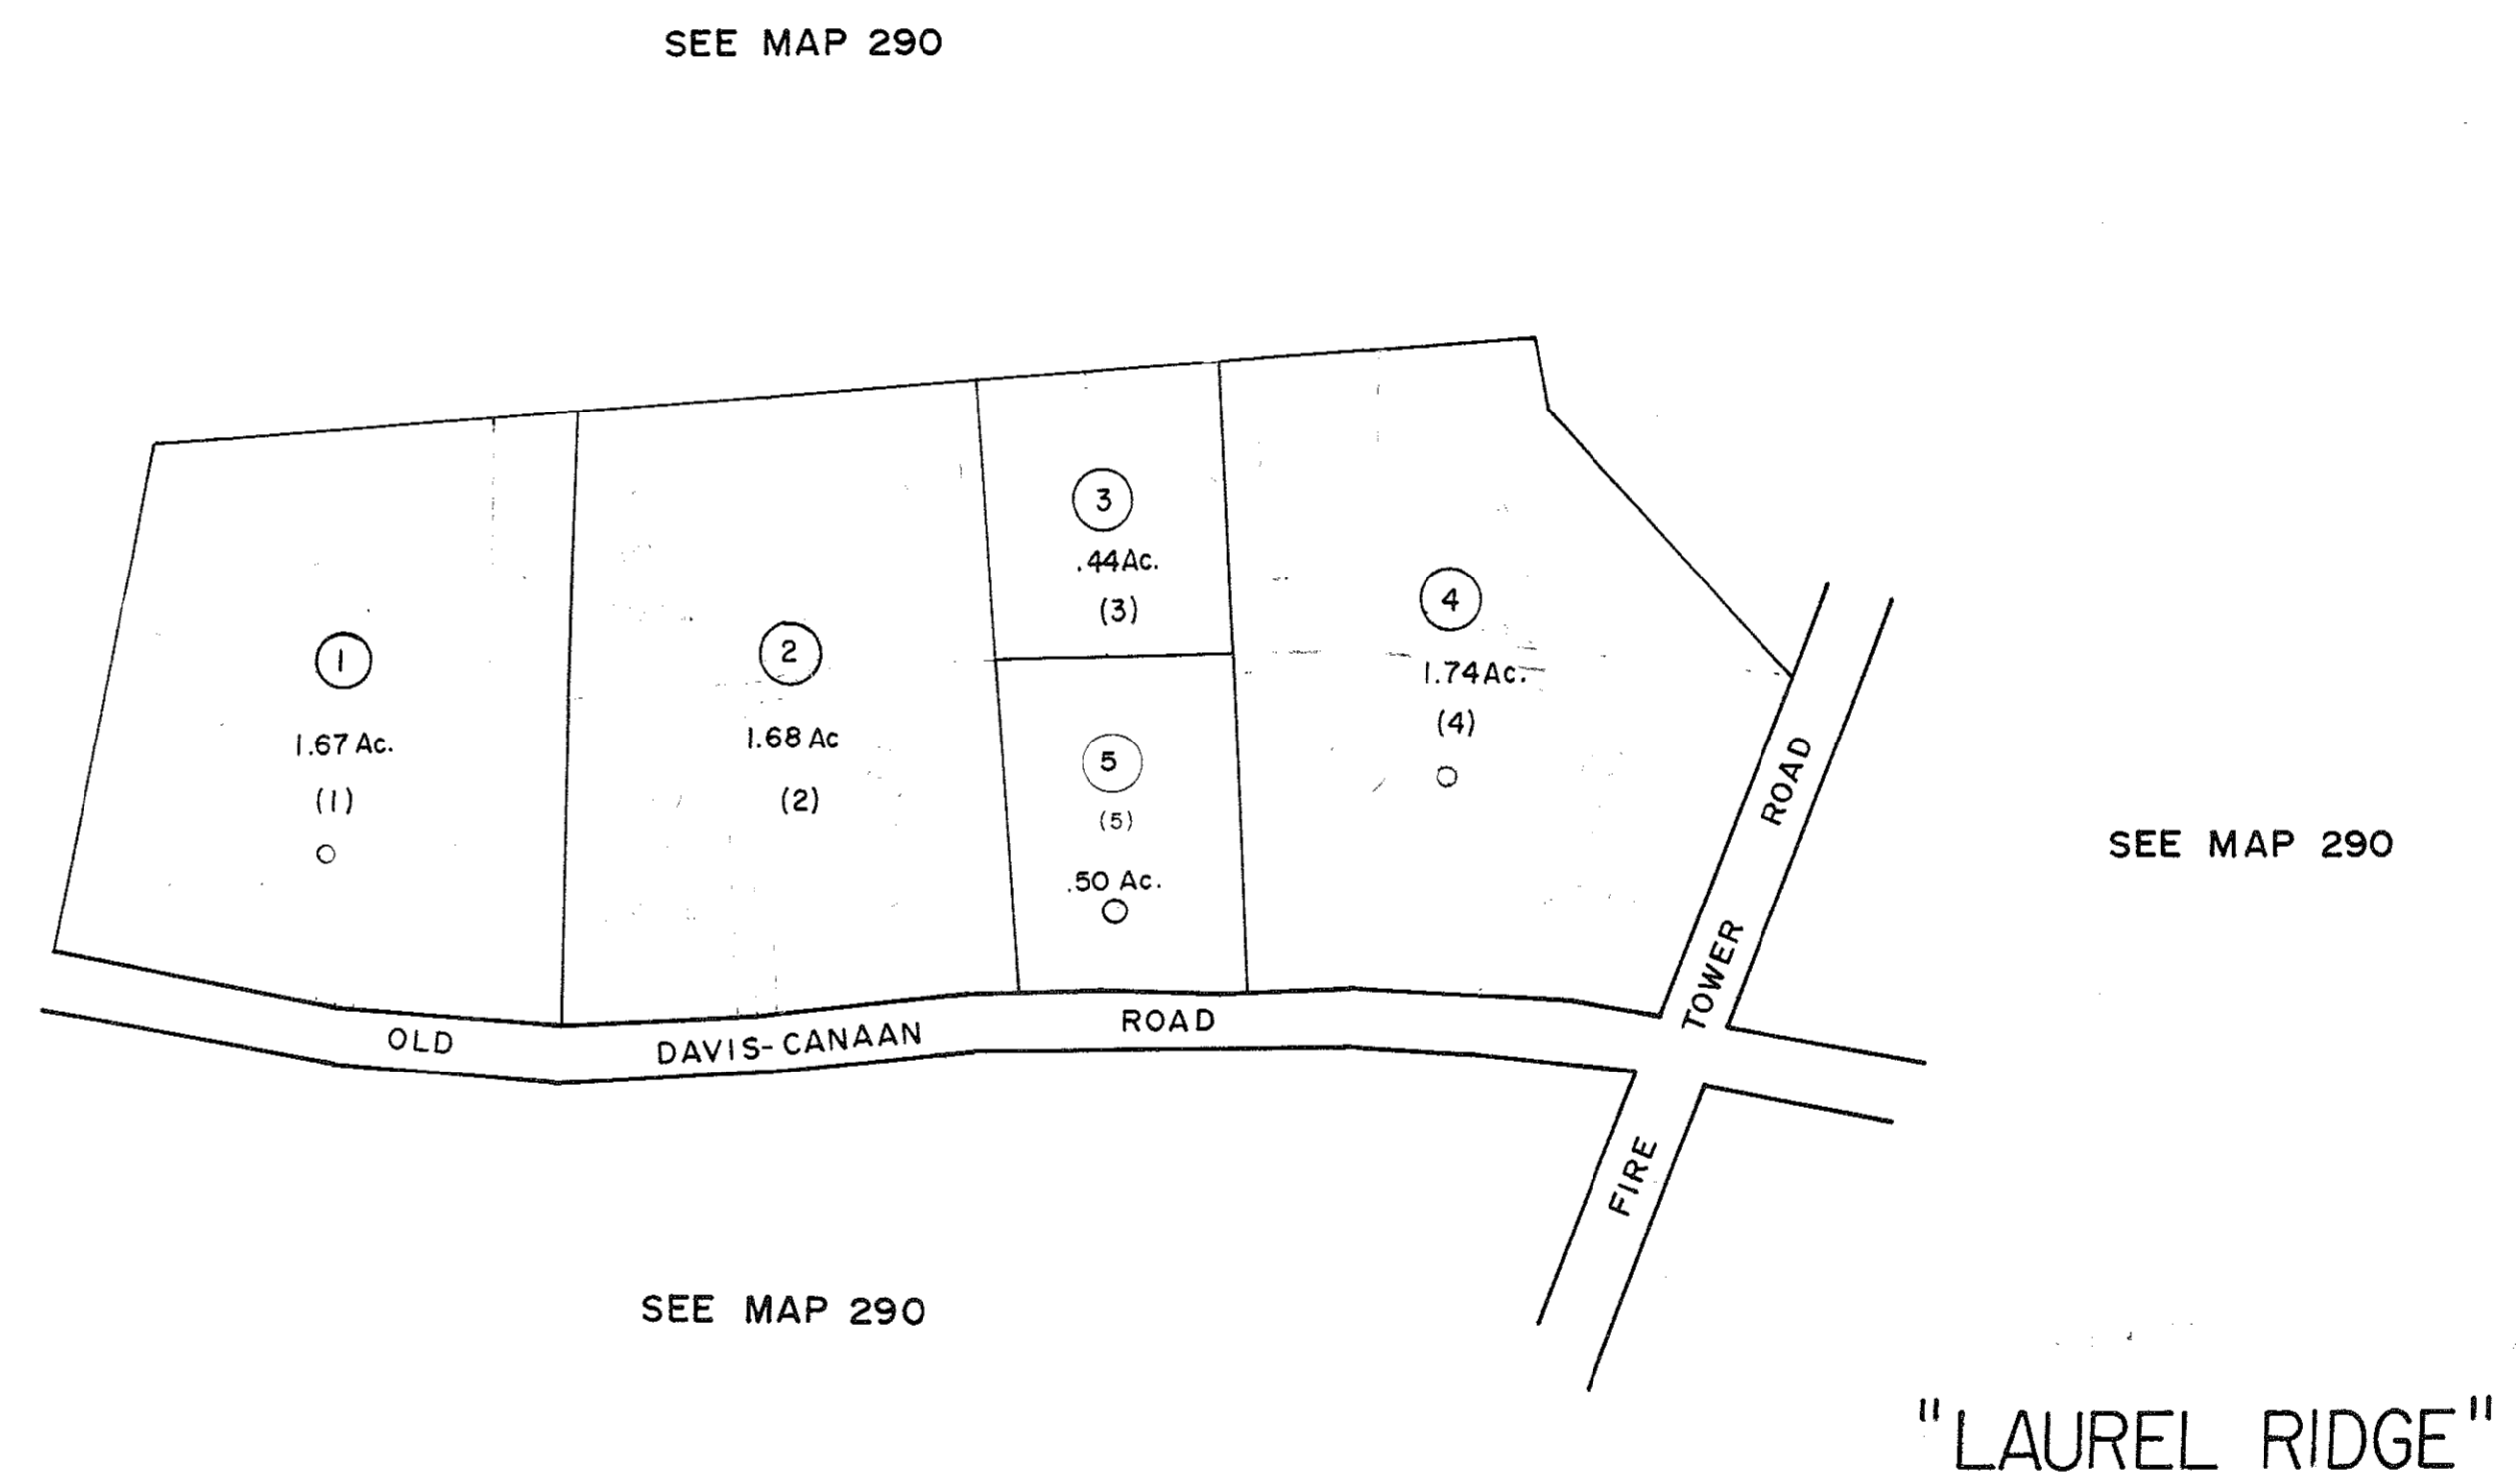 SEE MAP 290
3
.44Ac.
(3)
4
1.74Ac.
(4)
1
1.67 Ac.
(1)
2
1.68 Ac
(2)
5
(5)
.50 Ac.
SEE MAP 290
OLD DAVIS-CANAAN ROAD
FIRE TOWER ROAD
SEE MAP 290
"LAUREL RIDGE"